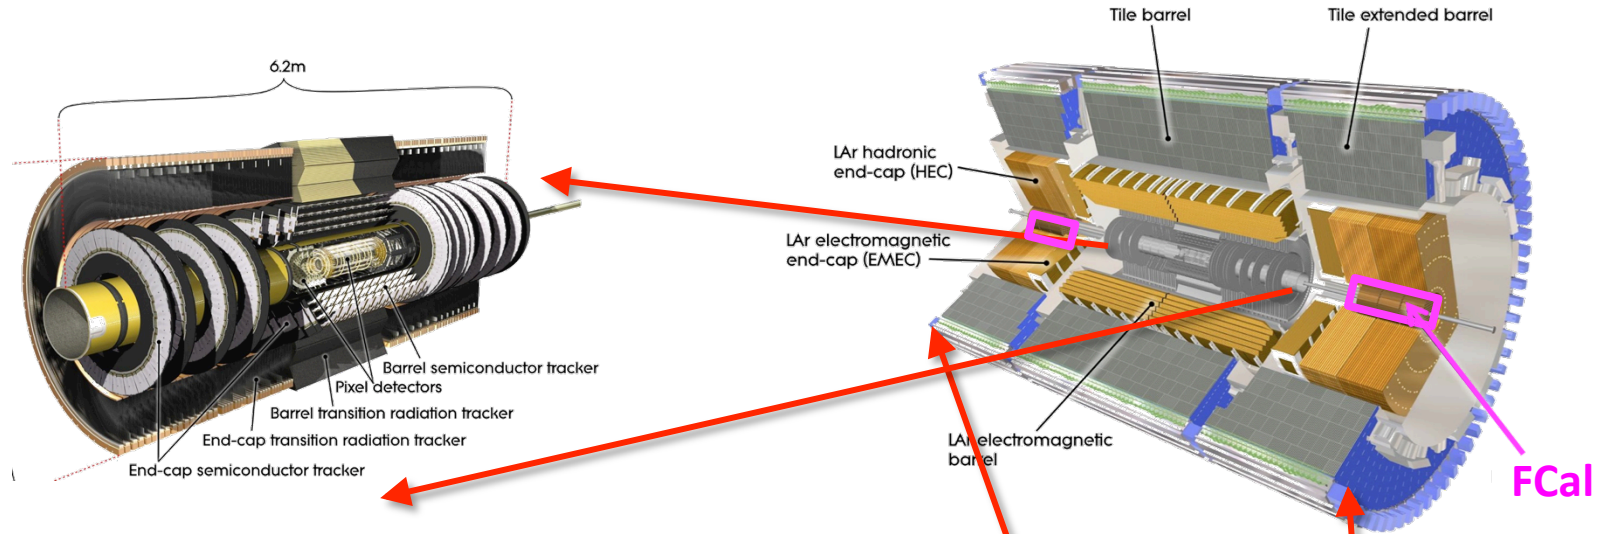 6.2m
Barrel semiconductor tracker
Pixel detectors
Barrel transition radiation tracker
End-cap transition radiation tracker
End-cap semiconductor tracker
Tile barrel
Tile extended barrel
LAr hadronic
end-cap (HEC)
LAr electromagnetic
end-cap (EMEC)
LAr electromagnetic
barrel
FCal